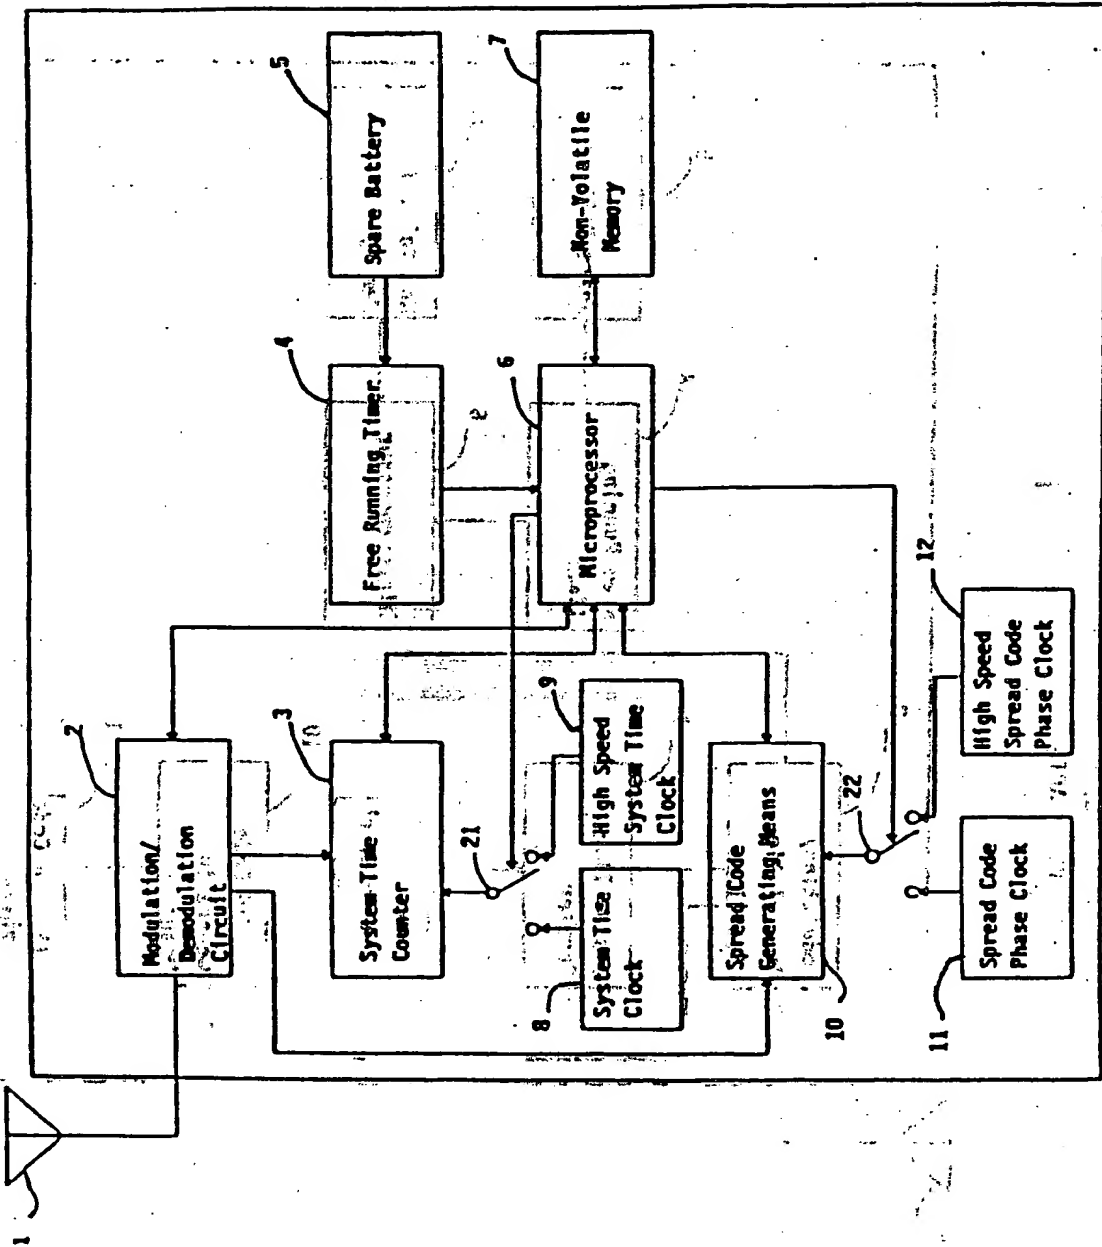 1
2
Modulation/
Demodulation
Circuit
3
System Time
Counter
4
Free Running Timer
5
Spare Battery
6
Microprocessor
7
Non-Volatile
Memory
21
8
System Time
Clock
9
High Speed
System Time
Clock
10
Spread Code
Generating Means
22
11
Spread Code
Phase Clock
12
High Speed
Spread Code
Phase Clock